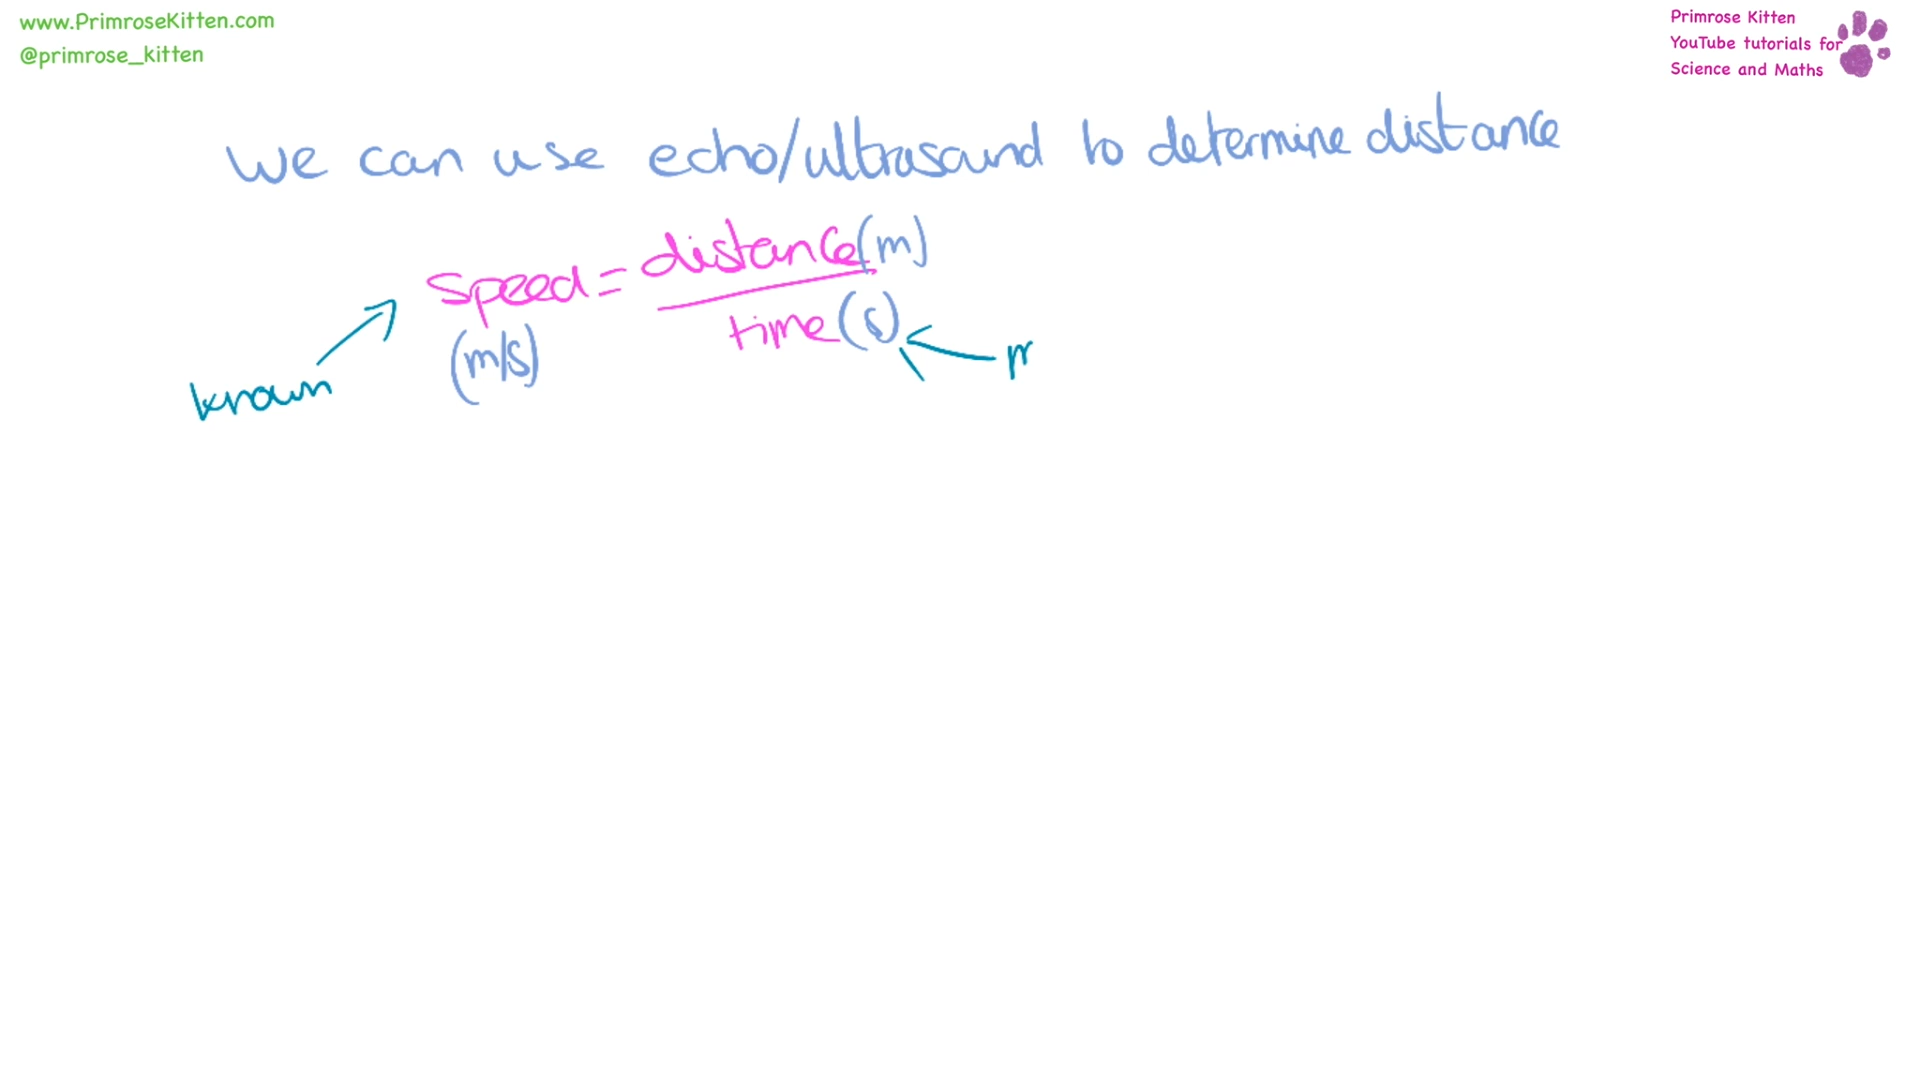 www.PrimroseKitten.com
@primrose_kitten
Primrose Kitten
YouTube tutorials for
Science and Maths
We can use echo/ultrasound to determine distance
speed = distance (m)
time (s)
(m/s)
known